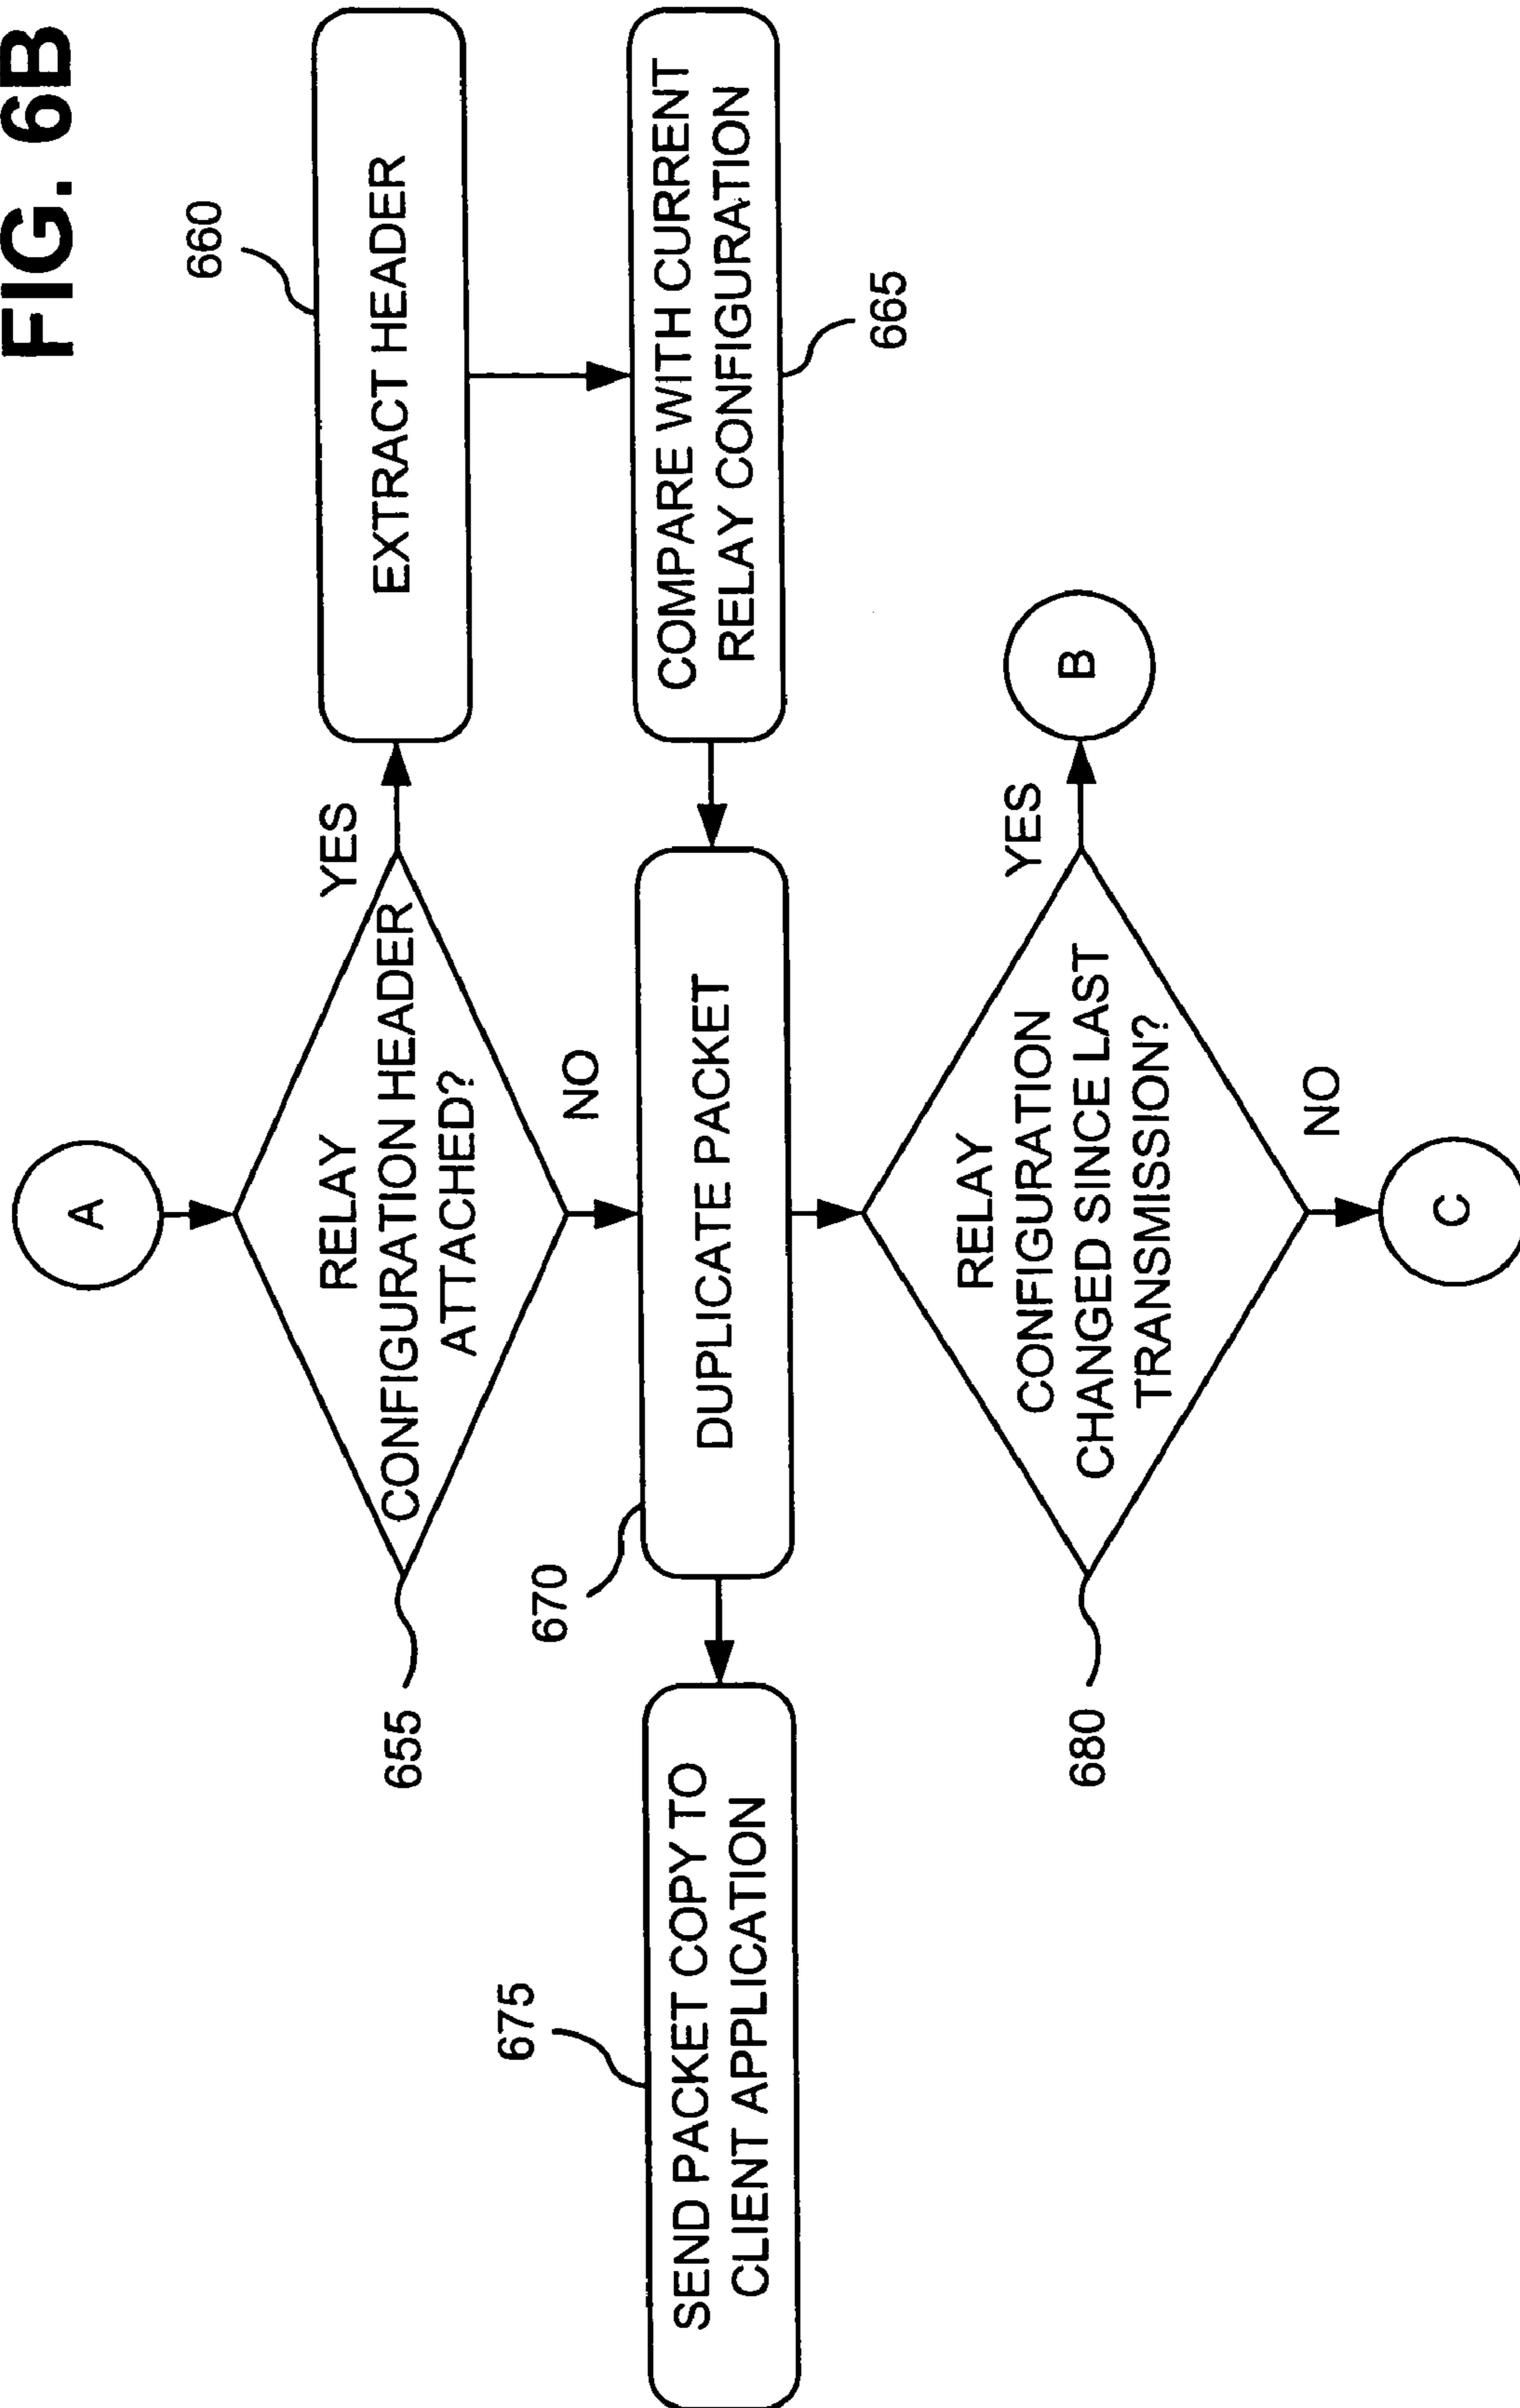 FIG. 6B
A
RELAY
CONFIGURATION HEADER
ATTACHED?
655
YES
NO
660
EXTRACT HEADER
COMPARE WITH CURRENT
RELAY CONFIGURATION
665
670
DUPLICATE PACKET
675
SEND PACKET COPY TO
CLIENT APPLICATION
680
RELAY
CONFIGURATION
CHANGED SINCE LAST
TRANSMISSION?
YES
B
NO
C